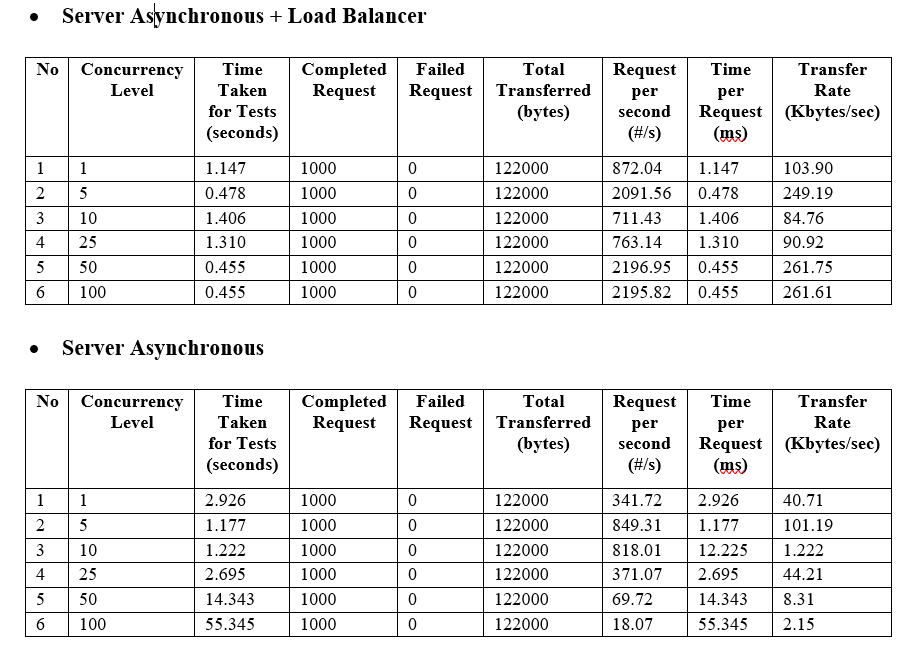 • Server Asynchronous + Load Balancer
No Concurrency Level Time Taken for Tests (seconds) Completed Request Failed Request Total Transferred (bytes) Request per second (#/s) Time per Request (ms) Transfer Rate (Kbytes/sec)
1 1 1.147 1000 0 122000 872.04 1.147 103.90
2 5 0.478 1000 0 122000 2091.56 0.478 249.19
3 10 1.406 1000 0 122000 711.43 1.406 84.76
4 25 1.310 1000 0 122000 763.14 1.310 90.92
5 50 0.455 1000 0 122000 2196.95 0.455 261.75
6 100 0.455 1000 0 122000 2195.82 0.455 261.61
• Server Asynchronous
No Concurrency Level Time Taken for Tests (seconds) Completed Request Failed Request Total Transferred (bytes) Request per second (#/s) Time per Request (ms) Transfer Rate (Kbytes/sec)
1 1 2.926 1000 0 122000 341.72 2.926 40.71
2 5 1.177 1000 0 122000 849.31 1.177 101.19
3 10 1.222 1000 0 122000 818.01 12.225 1.222
4 25 2.695 1000 0 122000 371.07 2.695 44.21
5 50 14.343 1000 0 122000 69.72 14.343 8.31
6 100 55.345 1000 0 122000 18.07 55.345 2.15